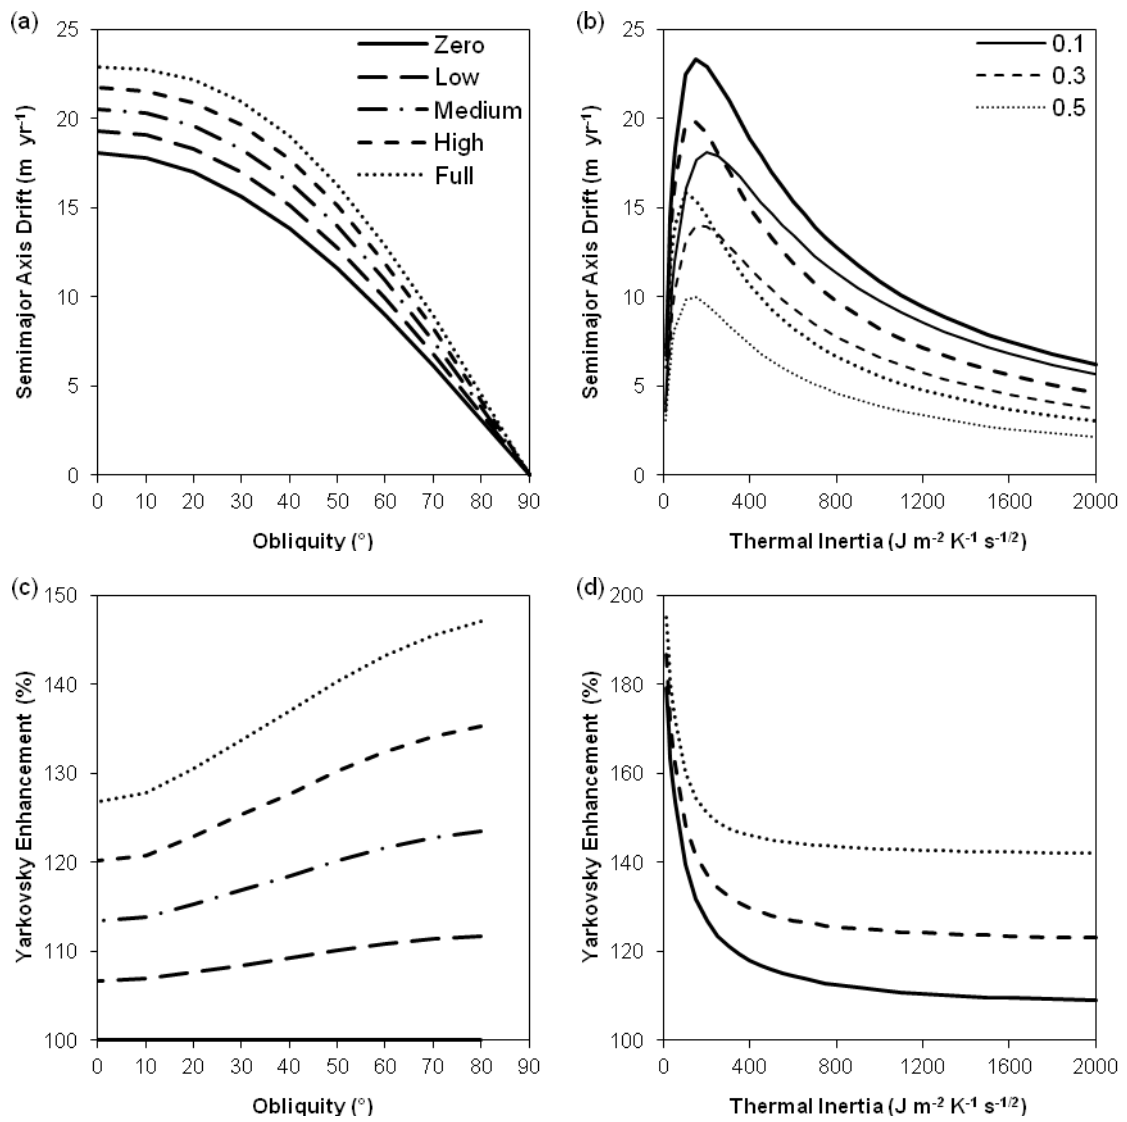 (a)
25
20
15
10
5
0
Semimajor Axis Drift (m yr-1)
Zero
Low
Medium
High
Full
0 10 20 30 40 50 60 70 80 90
Obliquity (°)
(b)
25
20
15
10
5
0
Semimajor Axis Drift (m yr-1)
0.1
0.3
0.5
0 400 800 1200 1600 2000
Thermal Inertia (J m-2 K-1 s-1/2)
(c)
150
140
130
120
110
100
Yarkovsky Enhancement (%)
0 10 20 30 40 50 60 70 80 90
Obliquity (°)
(d)
200
180
160
140
120
100
Yarkovsky Enhancement (%)
0 400 800 1200 1600 2000
Thermal Inertia (J m-2 K-1 s-1/2)